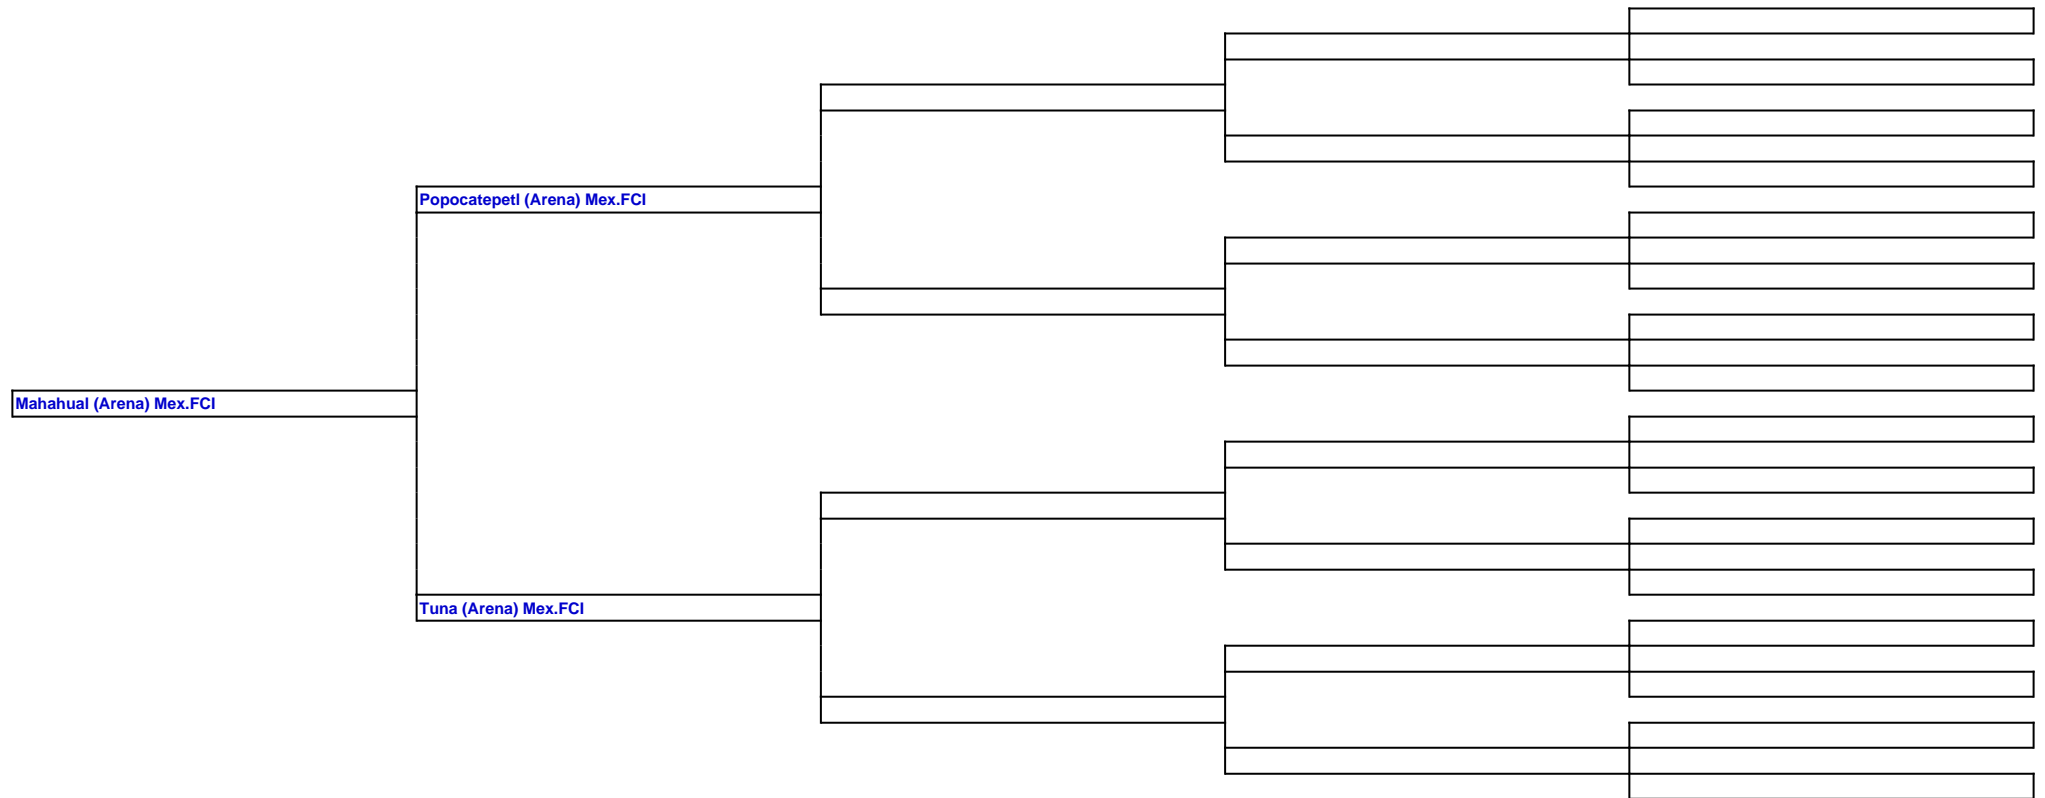 Popocatepetl (Arena) Mex.FCI
Mahahual (Arena) Mex.FCI
Tuna (Arena) Mex.FCI